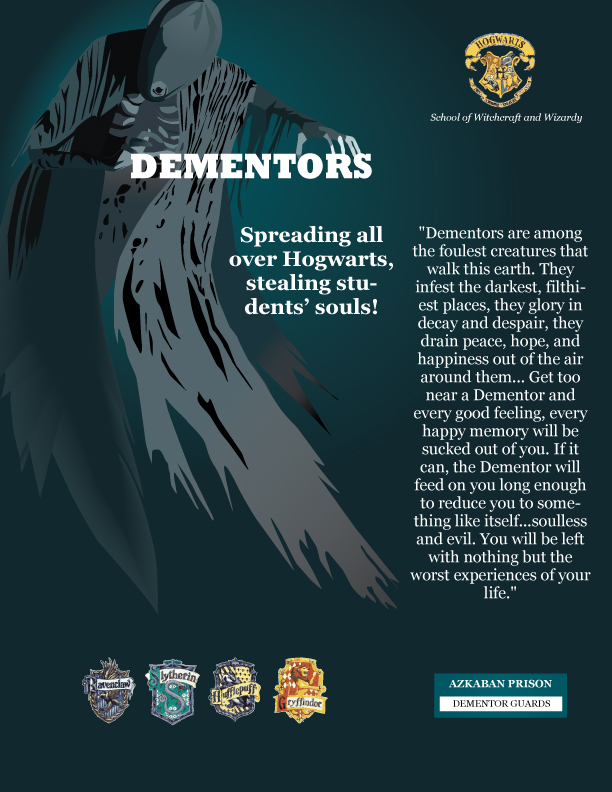 HOGWARTS
School of Witchcraft and Wizardy
DEMENTORS
Spreading all
over Hogwarts,
stealing stu-
dents’ souls!
"Dementors are among
the foulest creatures that
walk this earth. They
infest the darkest, filthi-
est places, they glory in
decay and despair, they
drain peace, hope, and
happiness out of the air
around them... Get too
near a Dementor and
every good feeling, every
happy memory will be
sucked out of you. If it
can, the Dementor will
feed on you long enough
to reduce you to some-
thing like itself...soulless
and evil. You will be left
with nothing but the
worst experiences of your
life."
Ravenclaw
Slytherin
Hufflepuff
Gryffindor
AZKABAN PRISON
DEMENTOR GUARDS